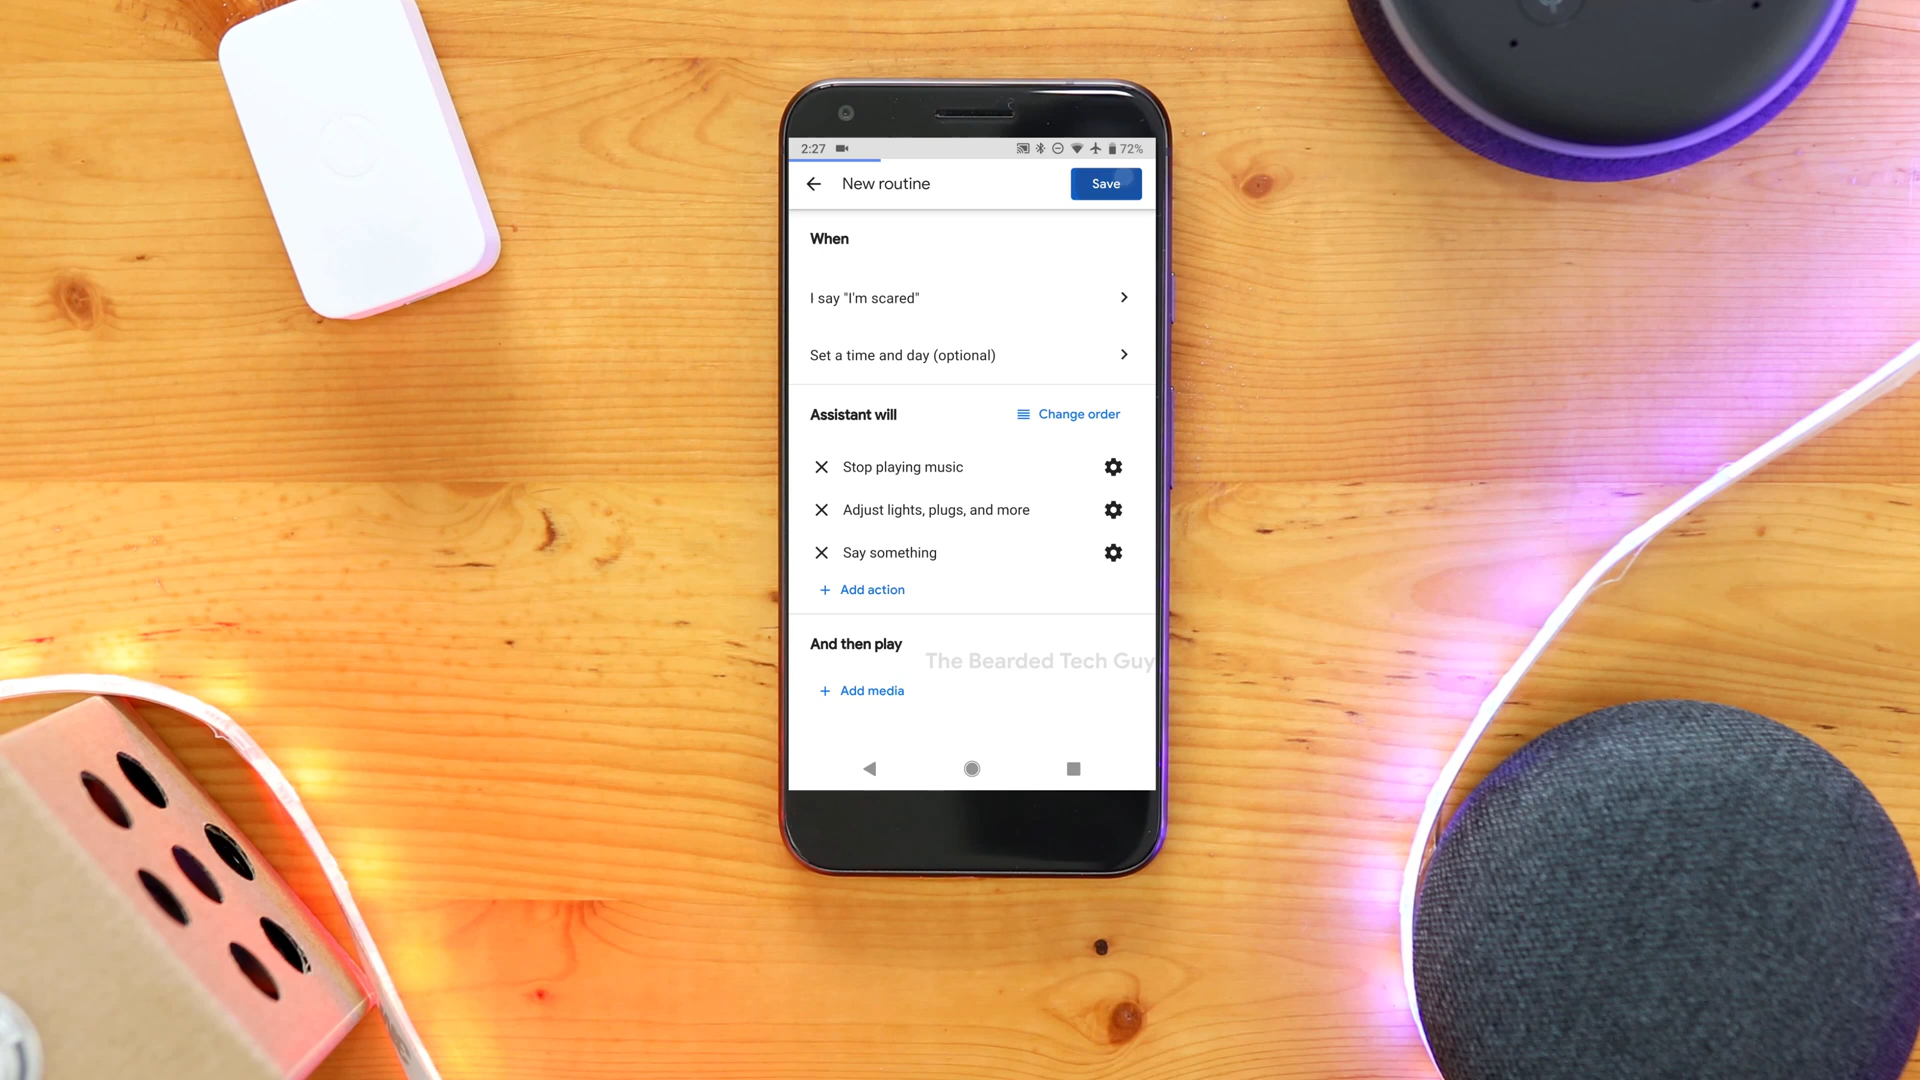 2:27 72%
New routine Save
When
I say "I'm scared"
Set a time and day (optional)
Assistant will Change order
Stop playing music
Adjust lights, plugs, and more
Say something
+ Add action
And then play
The Bearded Tech Guy
+ Add media